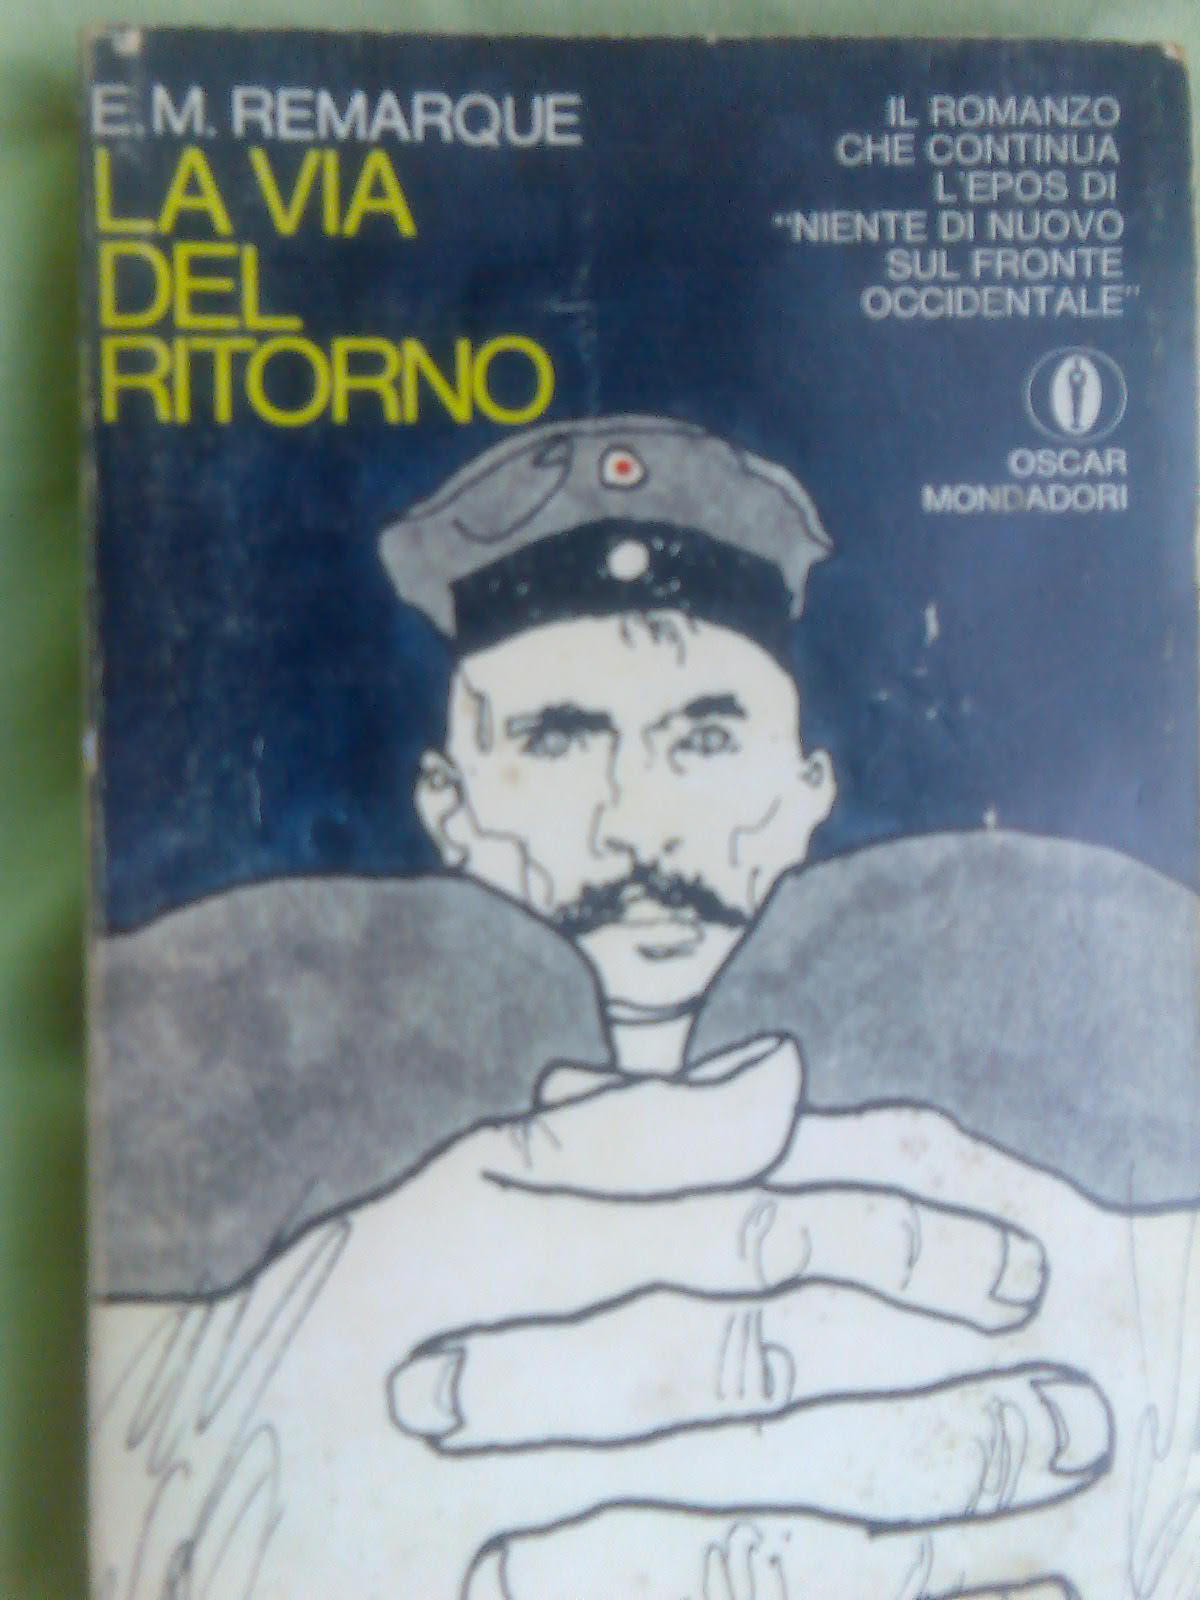 E. M. REMARQUE
LA VIA
DEL
RITORNO
IL ROMANZO
CHE CONTINUA
L'EPOS DI
"NIENTE DI NUOVO
SUL FRONTE
OCCIDENTALE"
OSCAR
MONDADORI